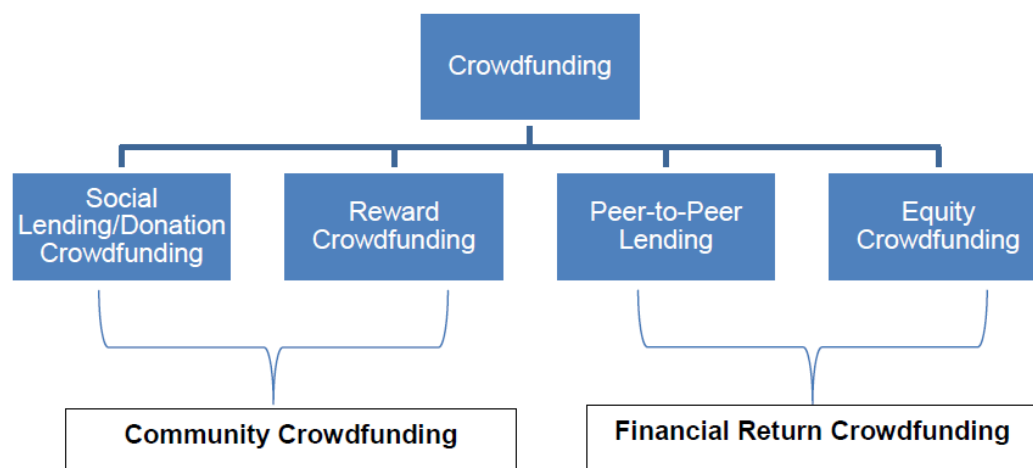 Crowdfunding
Social
Lending/Donation
Crowdfunding
Reward
Crowdfunding
Peer-to-Peer
Lending
Equity
Crowdfunding
Community Crowdfunding
Financial Return Crowdfunding